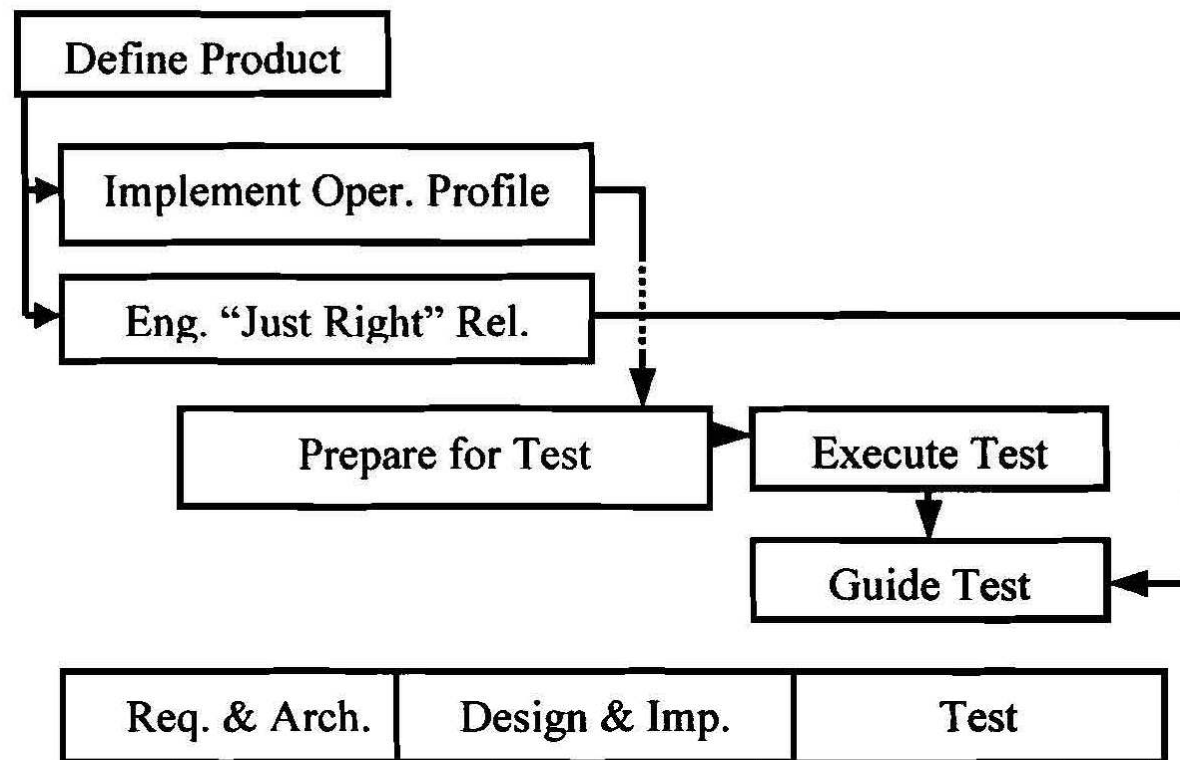 Define Product
Implement Oper. Profile
Eng. “Just Right” Rel.
Prepare for Test
Execute Test
Guide Test
Req. & Arch.
Design & Imp.
Test